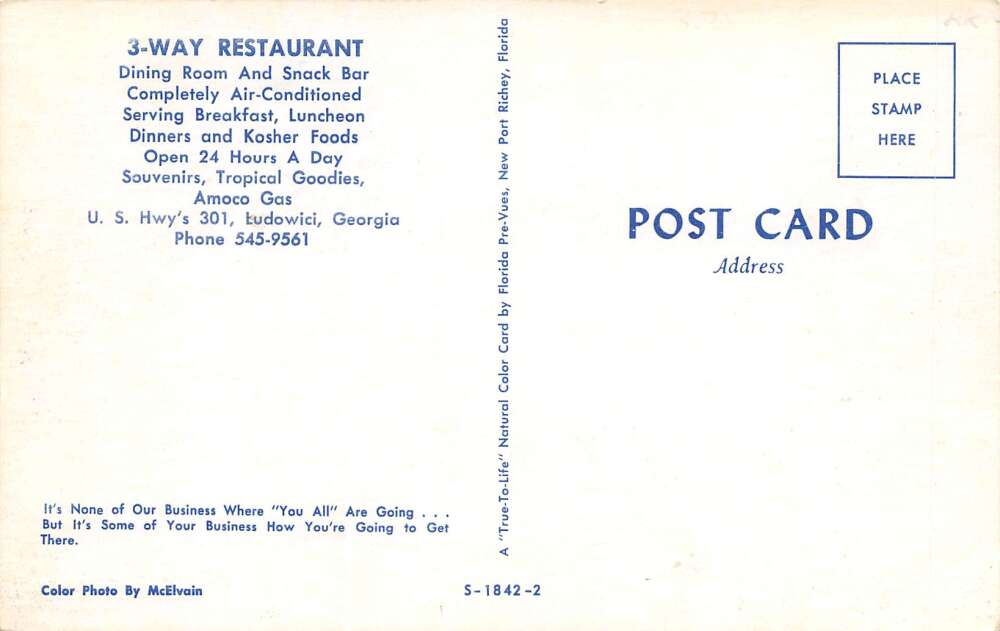 3-WAY RESTAURANT
Dining Room And Snack Bar
Completely Air-Conditioned
Serving Breakfast, Luncheon
Dinners and Kosher Foods
Open 24 Hours A Day
Souvenirs, Tropical Goodies,
Amoco Gas
U. S. Hwy's 301, Ludowici, Georgia
Phone 545-9561
It's None of Our Business Where "You All" Are Going . . .
But It's Some of Your Business How You're Going to Get
There.
Color Photo By McElvain
A "True-To-Life" Natural Color Card by Florida Pre-Vues, New Port Richey, Florida
S-1842-2
PLACE
STAMP
HERE
POST CARD
Address